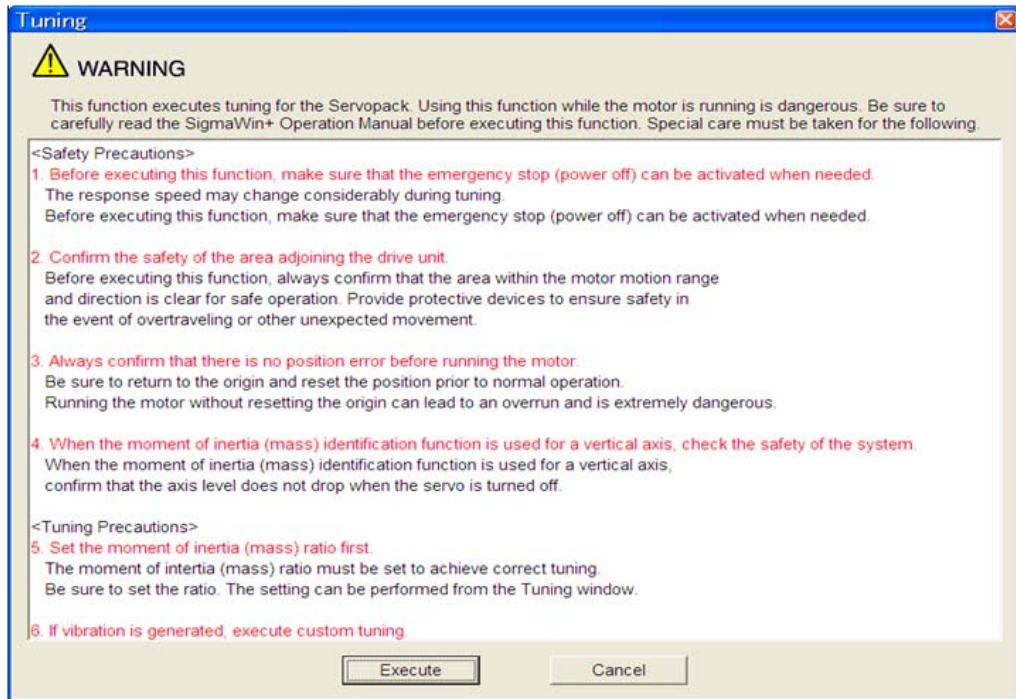 Tuning
WARNING
This function executes tuning for the Servopack. Using this function while the motor is running is dangerous. Be sure to
carefully read the SigmaWin+ Operation Manual before executing this function. Special care must be taken for the following.
<Safety Precautions>
1. Before executing this function, make sure that the emergency stop (power off) can be activated when needed.
The response speed may change considerably during tuning.
Before executing this function, make sure that the emergency stop (power off) can be activated when needed.
2. Confirm the safety of the area adjoining the drive unit.
Before executing this function, always confirm that the area within the motor motion range
and direction is clear for safe operation. Provide protective devices to ensure safety in
the event of overtraveling or other unexpected movement.
3. Always confirm that there is no position error before running the motor.
Be sure to return to the origin and reset the position prior to normal operation.
Running the motor without resetting the origin can lead to an overrun and is extremely dangerous.
4. When the moment of inertia (mass) identification function is used for a vertical axis, check the safety of the system.
When the moment of inertia (mass) identification function is used for a vertical axis,
confirm that the axis level does not drop when the servo is turned off.
<Tuning Precautions>
5. Set the moment of inertia (mass) ratio first.
The moment of intertia (mass) ratio must be set to achieve correct tuning.
Be sure to set the ratio. The setting can be performed from the Tuning window.
6. If vibration is generated, execute custom tuning.
Execute
Cancel